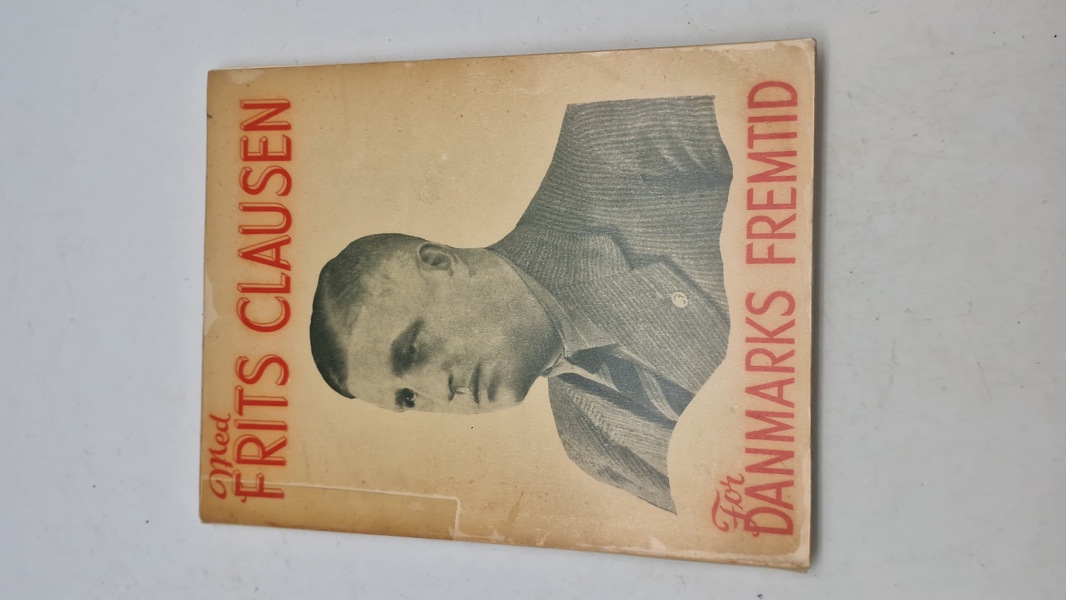 Med
FRITS CLAUSEN
For
DANMARKS FREMTID